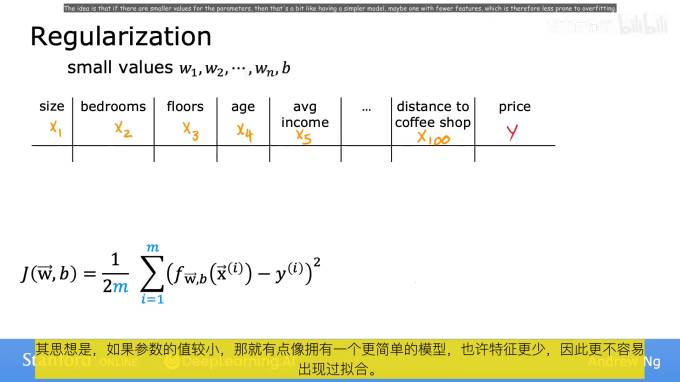 The idea is that if there are smaller values for the parameters, then that's a bit like having a simpler model, maybe one with fewer features, which is therefore less prone to overfitting.
bilibili
Regularization
small values w₁, w₂, ⋯, wₙ, b
size bedrooms floors age avg income … distance to coffee shop price
x₁ x₂ x₃ x₄ x₅ x₁₀₀ y
J(w⃗, b) = 1/2m ∑ᵢ₌₁ᵐ (f_w⃗,b(x⃗⁽ⁱ⁾) − y⁽ⁱ⁾)²
Stanford ONLINE DeepLearning.AI Andrew Ng
其思想是，如果参数的值较小，那就有点像拥有一个更简单的模型，也许特征更少，因此更不容易
出现过拟合。